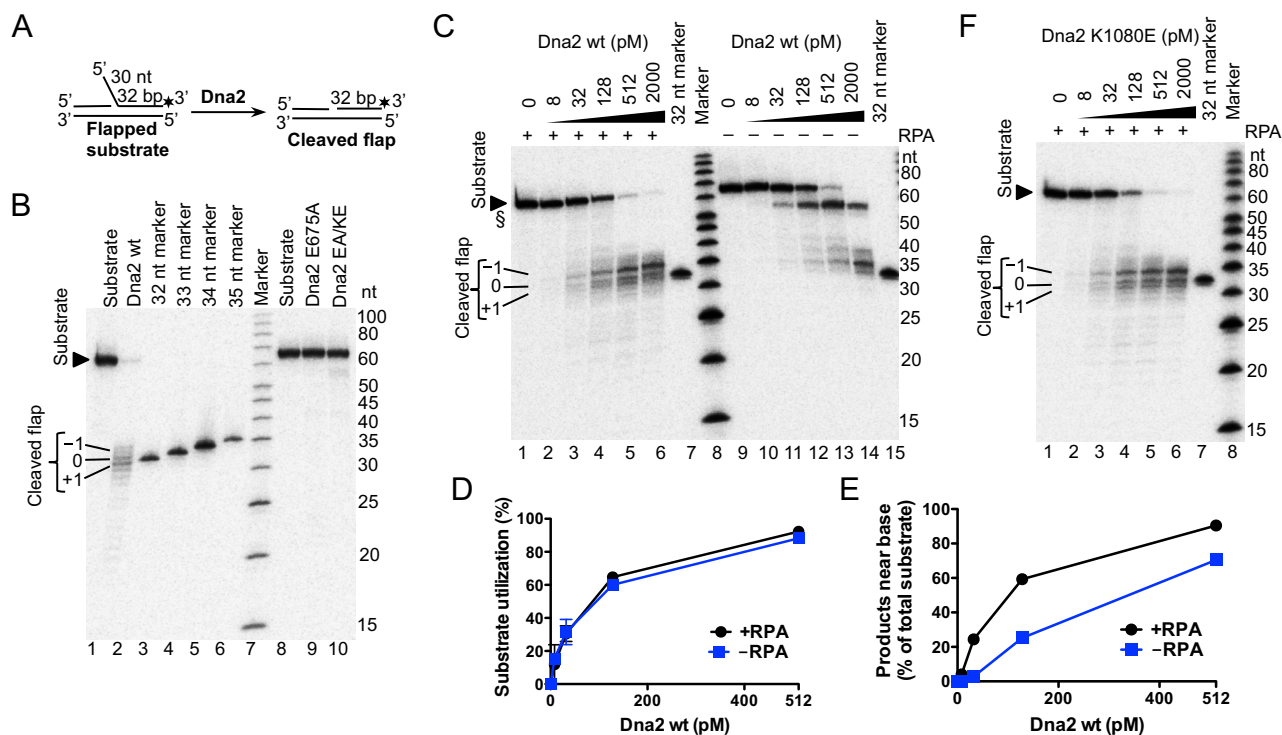 A
5′
30 nt
5′
32 bp
3′
3′
5′
Flapped
substrate
Dna2
5′
32 bp
3′
3′
5′
Cleaved flap
B
Substrate
Dna2 wt
32 nt marker
33 nt marker
34 nt marker
35 nt marker
Marker
Substrate
Dna2 E675A
Dna2 EA/KE
nt
Substrate
Cleaved flap
−1
0
+1
100
80
60
50
45
40
35
30
25
20
15
1 2 3 4 5 6 7 8 9 10
C
Dna2 wt (pM)
Dna2 wt (pM)
0 8 32 128 512 2000 32 nt marker Marker 0 8 32 128 512 2000 32 nt marker
+ + + + + + − − − − − − RPA
nt
Substrate
§
Cleaved flap
−1
0
+1
80
60
50
40
35
30
25
20
15
1 2 3 4 5 6 7 8 9 10 11 12 13 14 15
F
Dna2 K1080E (pM)
0 8 32 128 512 2000 32 nt marker Marker
+ + + + + + RPA
nt
Substrate
Cleaved flap
−1
0
+1
80
60
50
45
40
35
30
25
20
15
1 2 3 4 5 6 7 8
D
Substrate utilization (%)
100
80
60
40
20
0
+RPA
−RPA
0 200 400 512
Dna2 wt (pM)
E
Products near base
(% of total substrate)
100
80
60
40
20
0
+RPA
−RPA
0 200 400 512
Dna2 wt (pM)